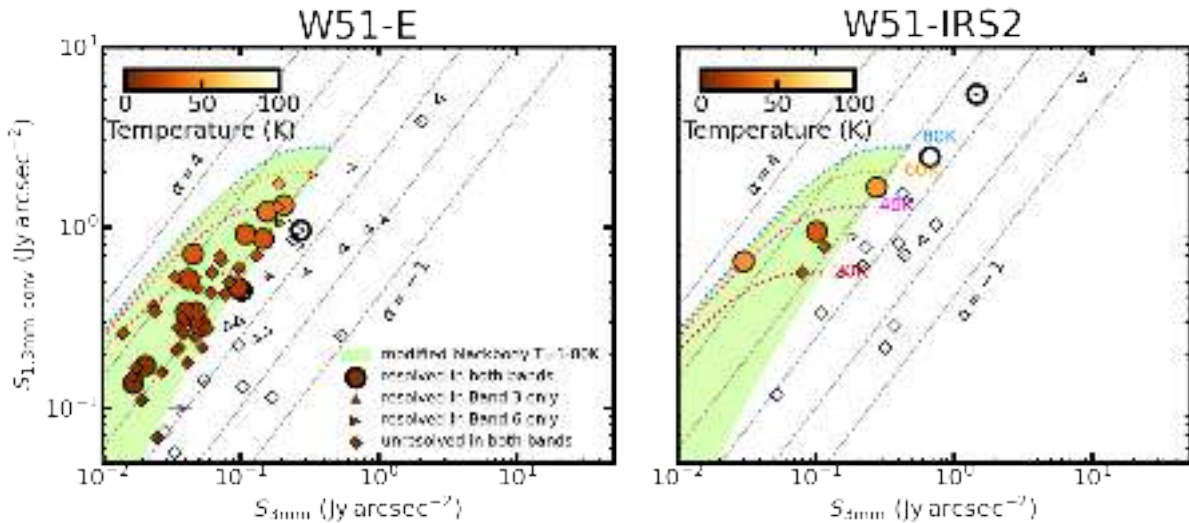 W51-E
W51-IRS2
10¹
0 50 100
Temperature (K)
0 50 100
Temperature (K)
α = 4
α = 4
80K
60K
40K
10⁰
S1.3mm, conv (Jy arcsec⁻²)
10⁻¹
α = −1
α = −1
modified blackbody
resolved in both bands
resolved in Band 3 only
resolved in Band 6 only
unresolved in both bands
10⁻² 10⁻¹ 10⁰ 10¹
10⁻² 10⁻¹ 10⁰ 10¹
S3mm (Jy arcsec⁻²)
S3mm (Jy arcsec⁻²)